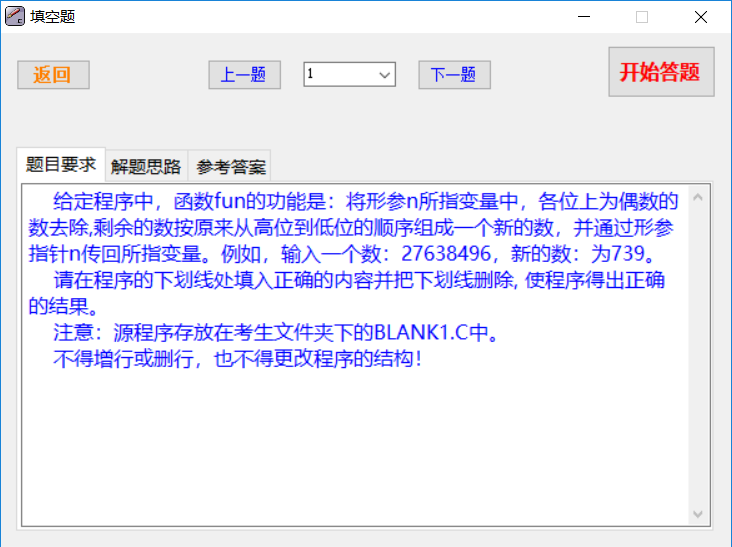 填空题
返回
上一题
1
下一题
开始答题
题目要求
解题思路
参考答案
给定程序中，函数fun的功能是：将形参n所指变量中，各位上为偶数的
数去除,剩余的数按原来从高位到低位的顺序组成一个新的数，并通过形参
指针n传回所指变量。例如，输入一个数：27638496，新的数：为739。
请在程序的下划线处填入正确的内容并把下划线删除, 使程序得出正确
的结果。
注意：源程序存放在考生文件夹下的BLANK1.C中。
不得增行或删行，也不得更改程序的结构！